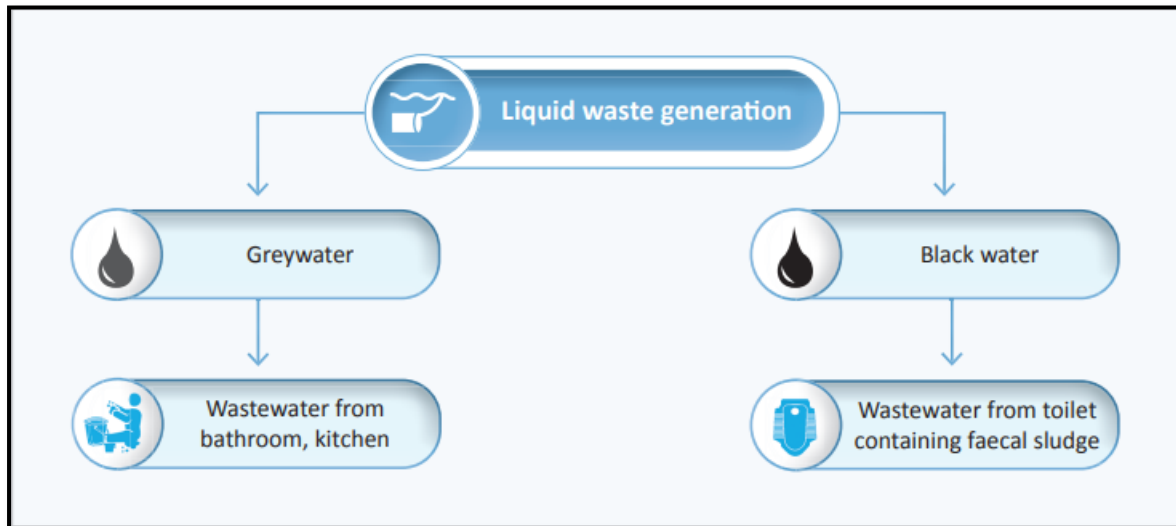 Liquid waste generation
Greywater
Black water
Wastewater from
bathroom, kitchen
Wastewater from toilet
containing faecal sludge